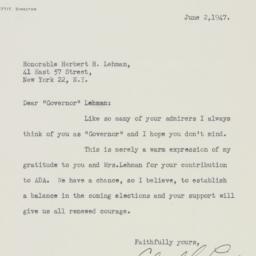 June 2,1947.
Honorable Herbert H. Lehman,
41 East 57 Street,
New York 22, N.Y.
Dear "Governor" Lehman:
Like so many of your admirers I always
think of you as "Governor" and I hope you don't mind.
This is merely a warm expression of my
gratitude to you and Mrs.Lehman for your contribution
to ADA. We have a chance, so I believe, to establish
a balance in the coming elections and your support will
give us all renewed courage.
Faithfully yours,